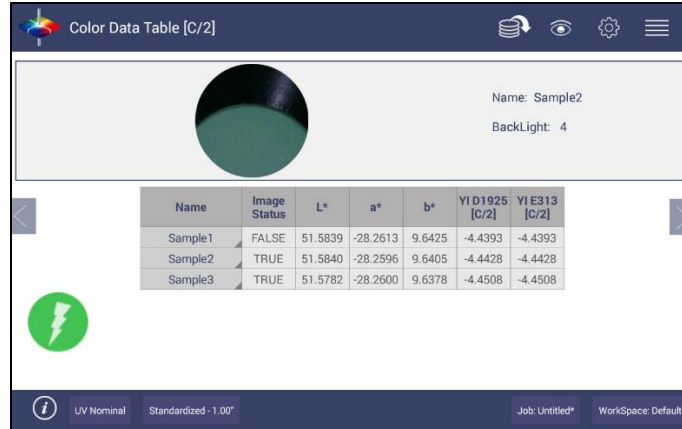 Color Data Table [C/2]
Name: Sample2
BackLight: 4
Name Image Status L* a* b* YI D1925 [C/2] YI E313 [C/2]
Sample1 FALSE 51.5839 -28.2613 9.6425 -4.4393 -4.4393
Sample2 TRUE 51.5840 -28.2596 9.6405 -4.4428 -4.4428
Sample3 TRUE 51.5782 -28.2600 9.6378 -4.4508 -4.4508
i UV Nominal Standardized - 1.00" Job: Untitled* WorkSpace: Default